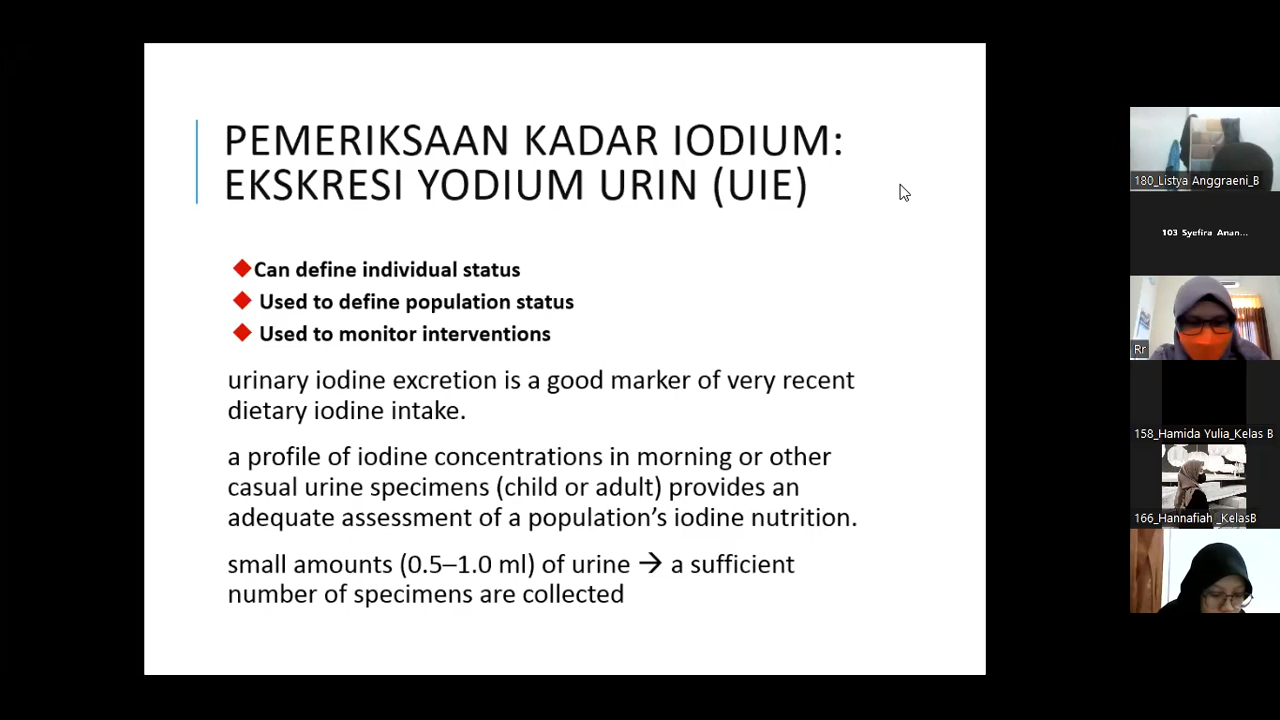 PEMERIKSAAN KADAR IODIUM:
EKSKRESI YODIUM URIN (UIE)
Can define individual status
Used to define population status
Used to monitor interventions
urinary iodine excretion is a good marker of very recent
dietary iodine intake.
a profile of iodine concentrations in morning or other
casual urine specimens (child or adult) provides an
adequate assessment of a population's iodine nutrition.
small amounts (0.5–1.0 ml) of urine → a sufficient
number of specimens are collected
180_Listya Anggraeni_B
103 Syefira Anan...
Rr
158_Hamida Yulia_Kelas B
166_Hannafiah _KelasB